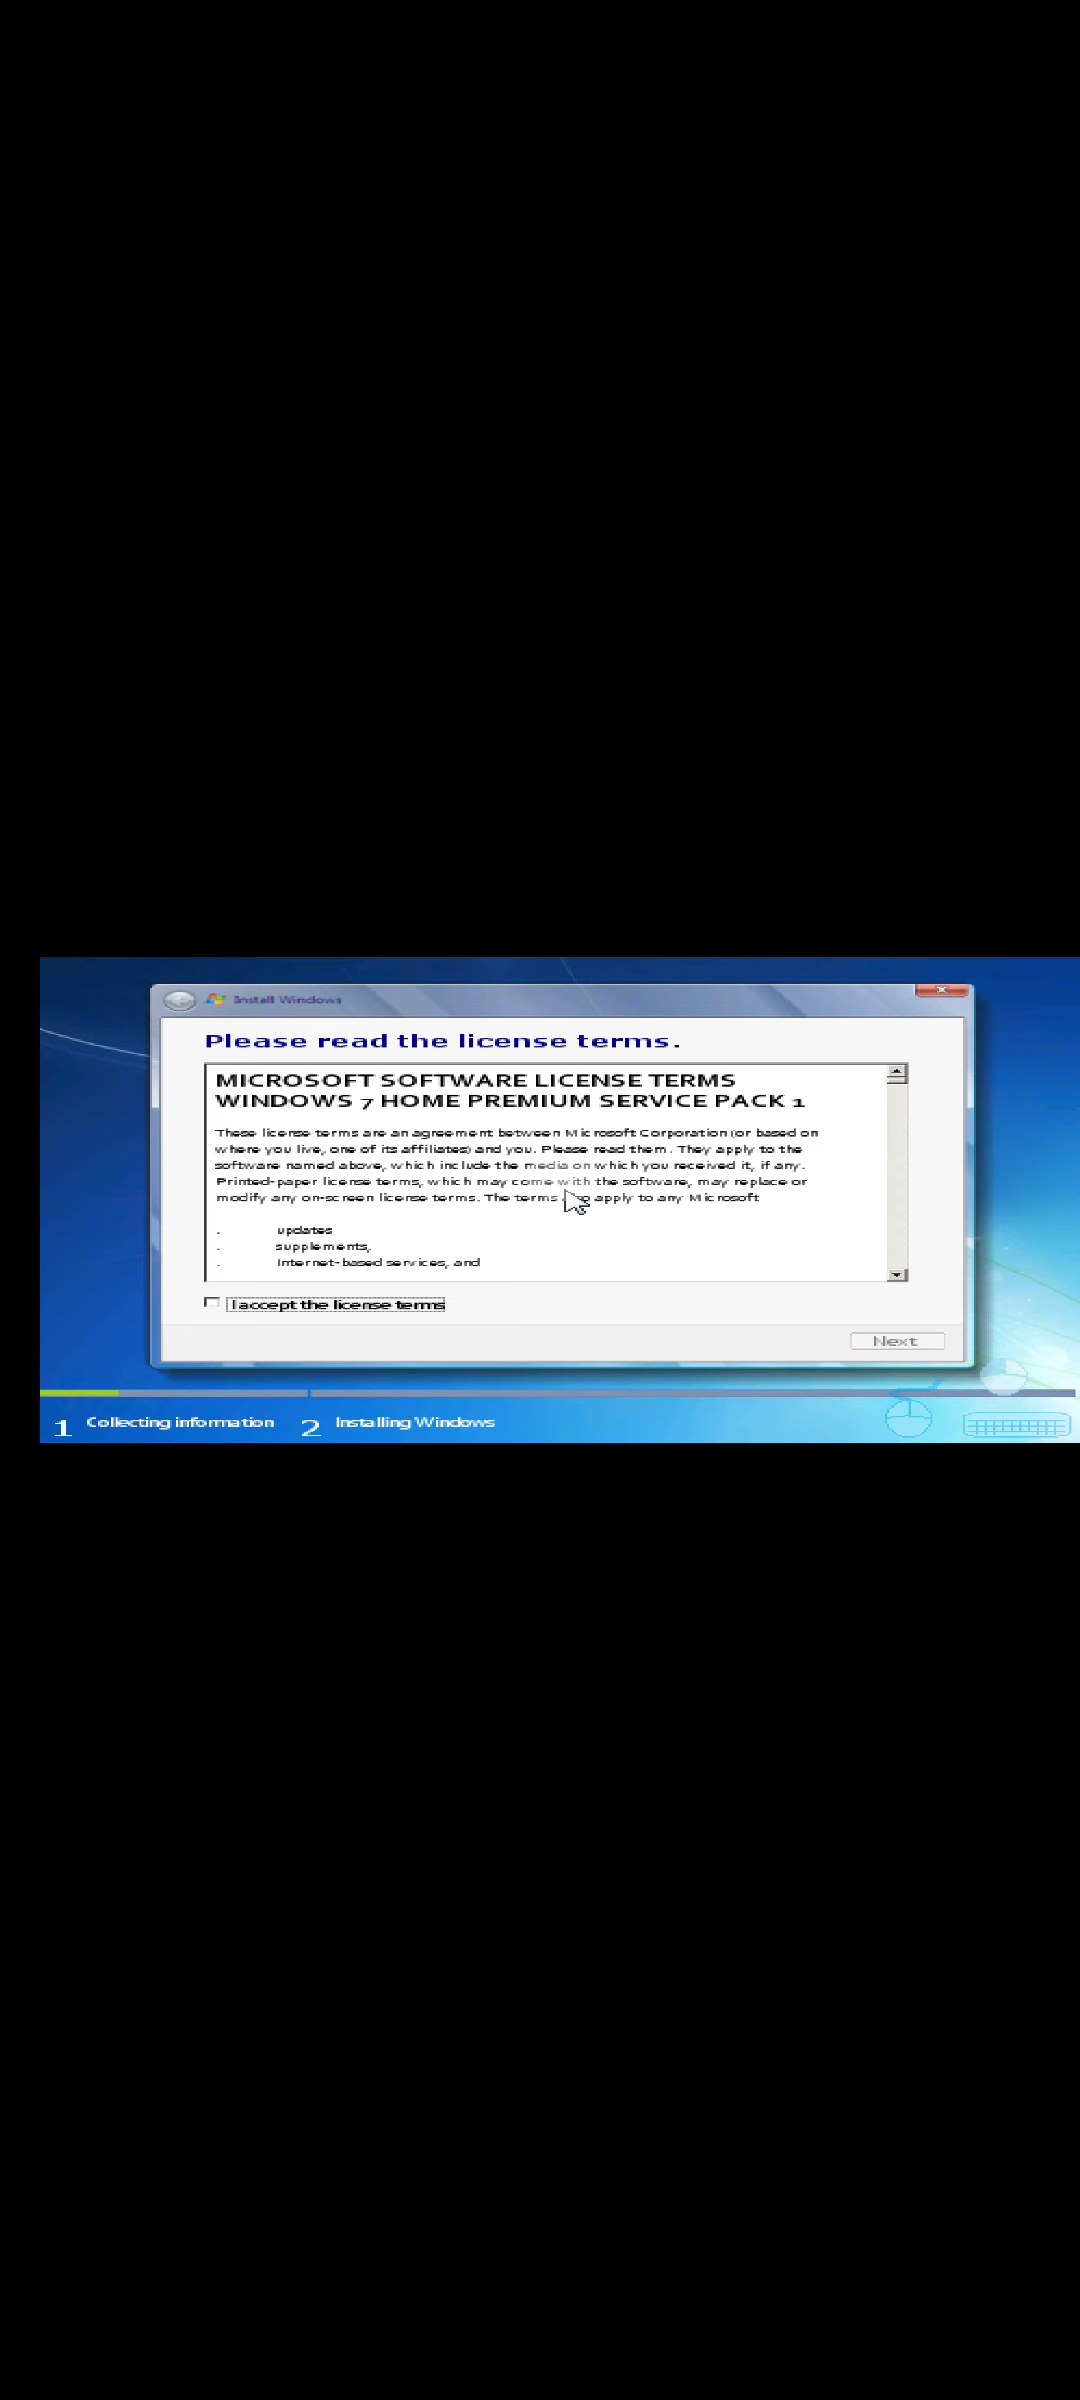 Install Windows
Please read the license terms.
MICROSOFT SOFTWARE LICENSE TERMS
WINDOWS 7 HOME PREMIUM SERVICE PACK 1
These license terms are an agreement between Microsoft Corporation (or based on
where you live, one of its affiliates) and you. Please read them. They apply to the
software named above, which include the media on which you received it, if any.
Printed-paper license terms, which may come with the software, may replace or
modify any on-screen license terms. The terms apply to any Microsoft
. updates
. supplements,
. Internet-based services, and
I accept the license terms
Next
1 Collecting information 2 Installing Windows